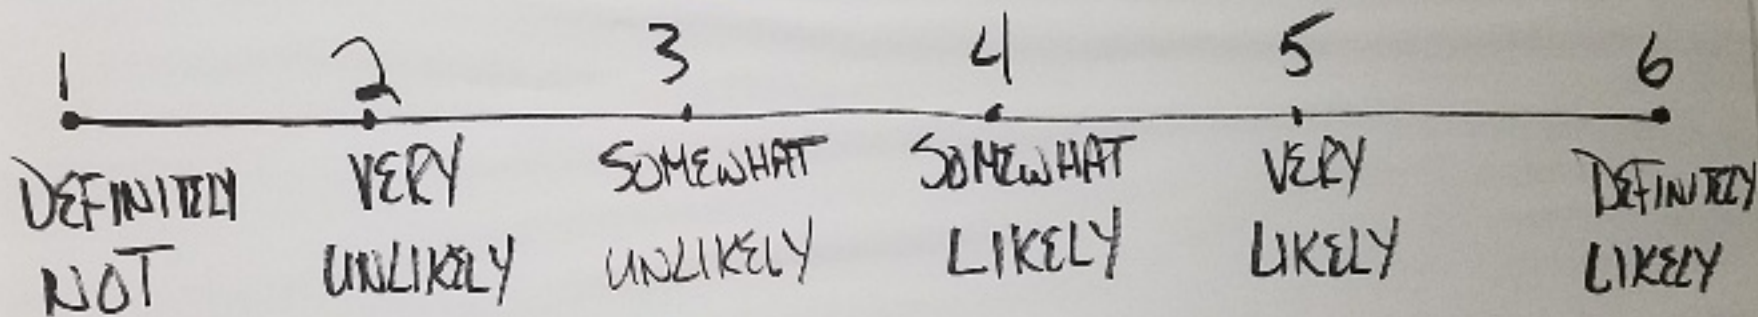 1 2 3 4 5 6
DEFINITELY VERY SOMEWHAT SOMEWHAT VERY DEFINITELY
NOT UNLIKELY UNLIKELY LIKELY LIKELY LIKELY